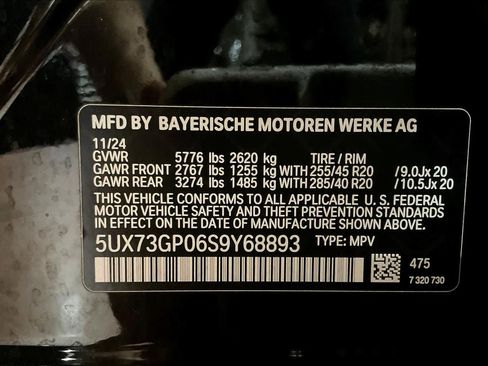 MFD BY BAYERISCHE MOTOREN WERKE AG
11/24
GVWR 5776 lbs 2620 kg TIRE / RIM
GAWR FRONT 2767 lbs 1255 kg WITH 255/45 R20 /9.0Jx 20
GAWR REAR 3274 lbs 1485 kg WITH 285/40 R20 /10.5Jx 20
THIS VEHICLE CONFORMS TO ALL APPLICABLE U. S. FEDERAL
MOTOR VEHICLE SAFETY STANDARDS IN EFFECT ON THE
DATE OF MANUFACTURE SHOWN ABOVE.
5UX73GP06S9Y68893 TYPE: MPV
475
7 320 730